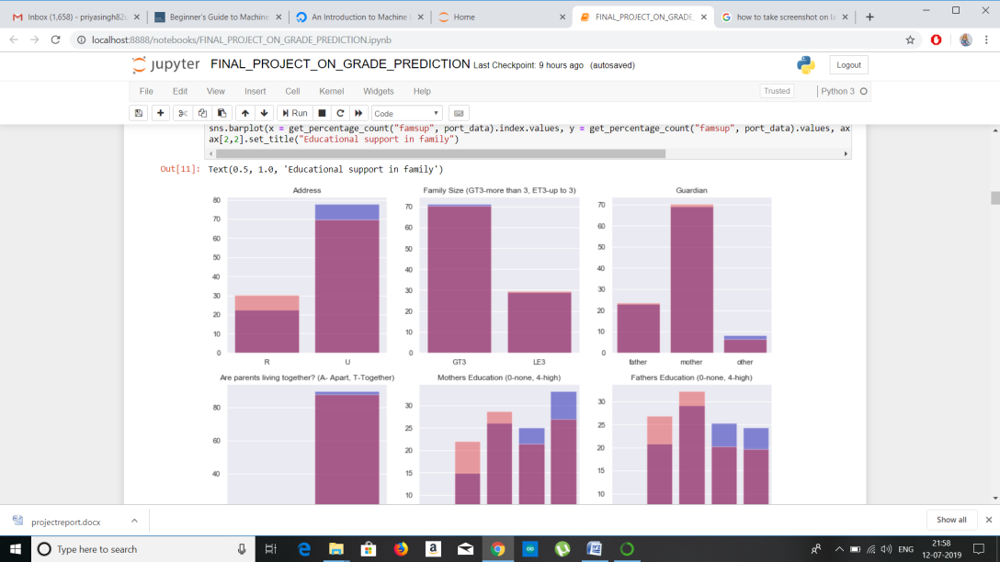 Inbox (1,658) - priyasingh82
Beginner's Guide to Machine
An Introduction to Machine
Home
FINAL_PROJECT_ON_GRADE
how to take screenshot on la
localhost:8888/notebooks/FINAL_PROJECT_ON_GRADE_PREDICTION.ipynb
jupyter FINAL_PROJECT_ON_GRADE_PREDICTION Last Checkpoint: 9 hours ago (autosaved)
Logout
File Edit View Insert Cell Kernel Widgets Help
Trusted Python 3
Run Code
sns.barplot(x = get_percentage_count("famsup", port_data).index.values, y = get_percentage_count("famsup", port_data).values, ax
ax[2,2].set_title("Educational support in family")
Out[11]: Text(0.5, 1.0, 'Educational support in family')
Address
80
70
60
50
40
30
20
10
0
R U
Family Size (GT3-more than 3, ET3-up to 3)
70
60
50
40
30
20
10
0
GT3 LE3
Guardian
70
60
50
40
30
20
10
0
father mother other
Are parents living together? (A- Apart, T-Together)
80
60
40
Mothers Education (0-none, 4-high)
30
25
20
15
10
Fathers Education (0-none, 4-high)
30
25
20
15
10
projectreport.docx
Show all
Type here to search
ENG
21:58
12-07-2019